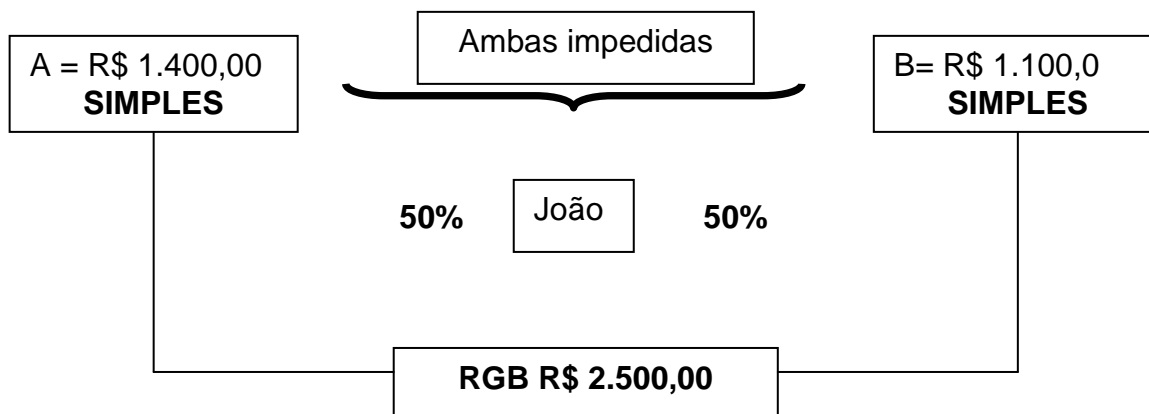 Ambas impedidas
A = R$ 1.400,00
SIMPLES
B= R$ 1.100,0
SIMPLES
50%
João
50%
RGB R$ 2.500,00